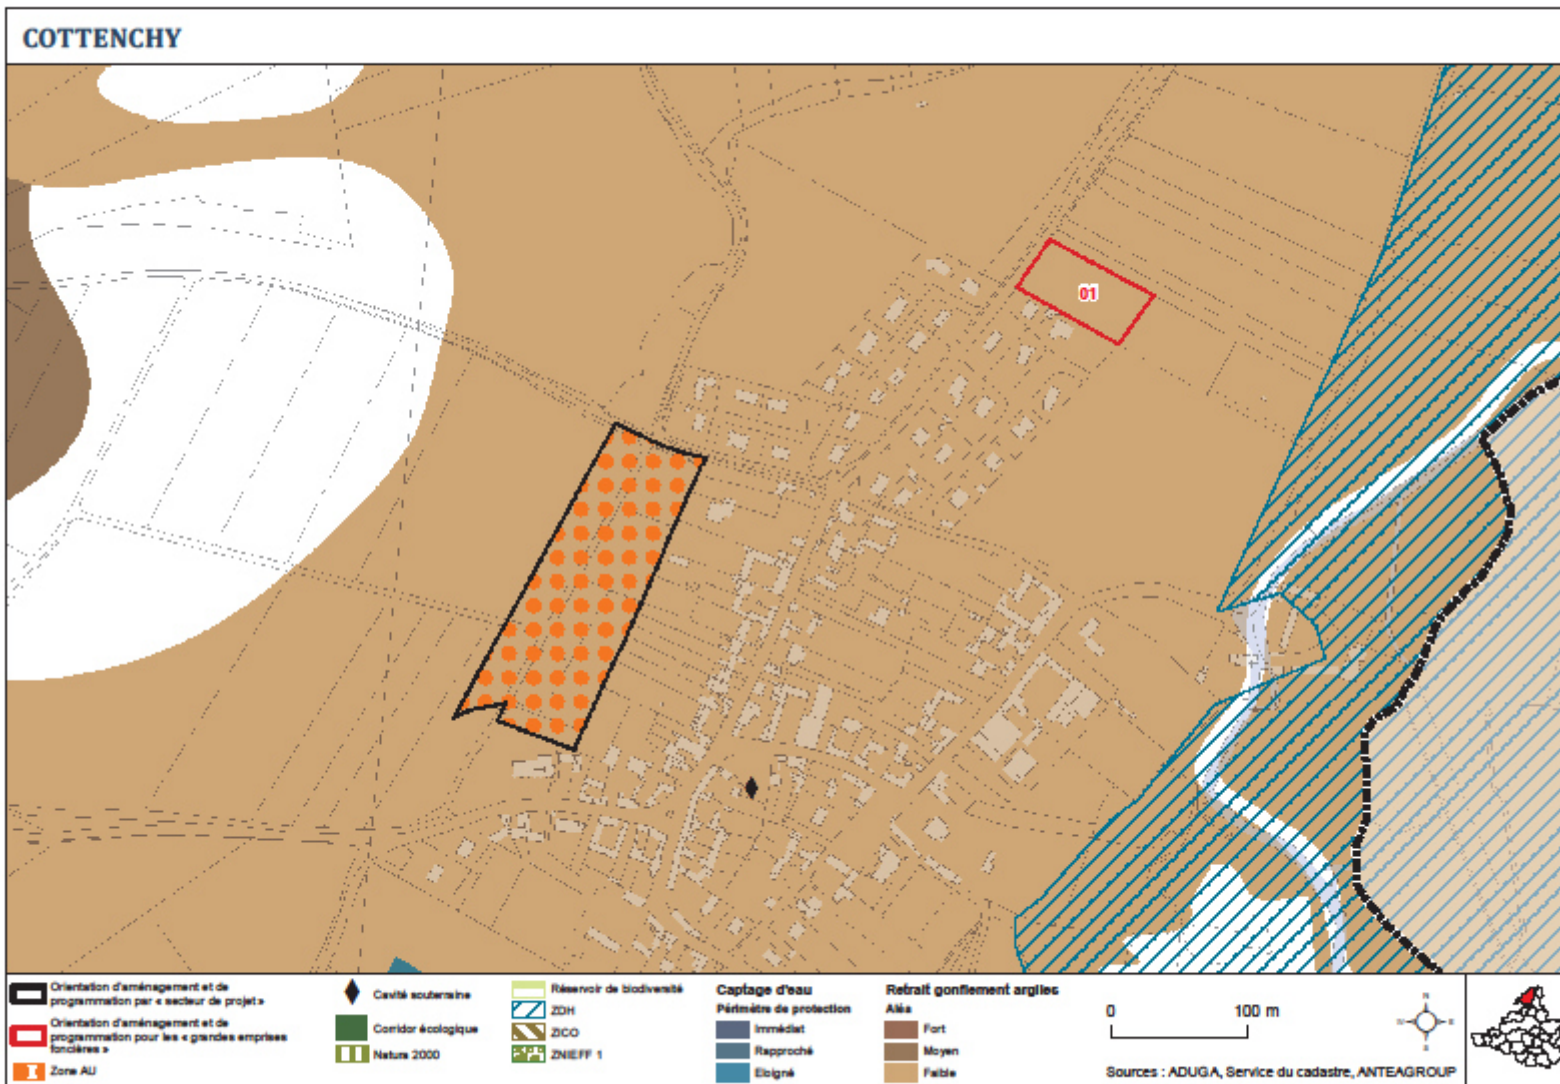 COTTENCHY
01
Orientation d'aménagement et de
programmation par « secteur de projet »
Orientation d'aménagement et de
programmation pour les « grandes emprises
foncières »
Zone AU
Cavité souterraine
Corridor écologique
Natura 2000
Réservoir de biodiversité
ZDH
ZICO
ZNIEFF 1
Captage d'eau
Périmètre de protection
Immédiat
Rapproché
Eloigné
Retrait gonflement argiles
Aléa
Fort
Moyen
Faible
0 100 m
Sources : ADUGA, Service du cadastre, ANTEAGROUP